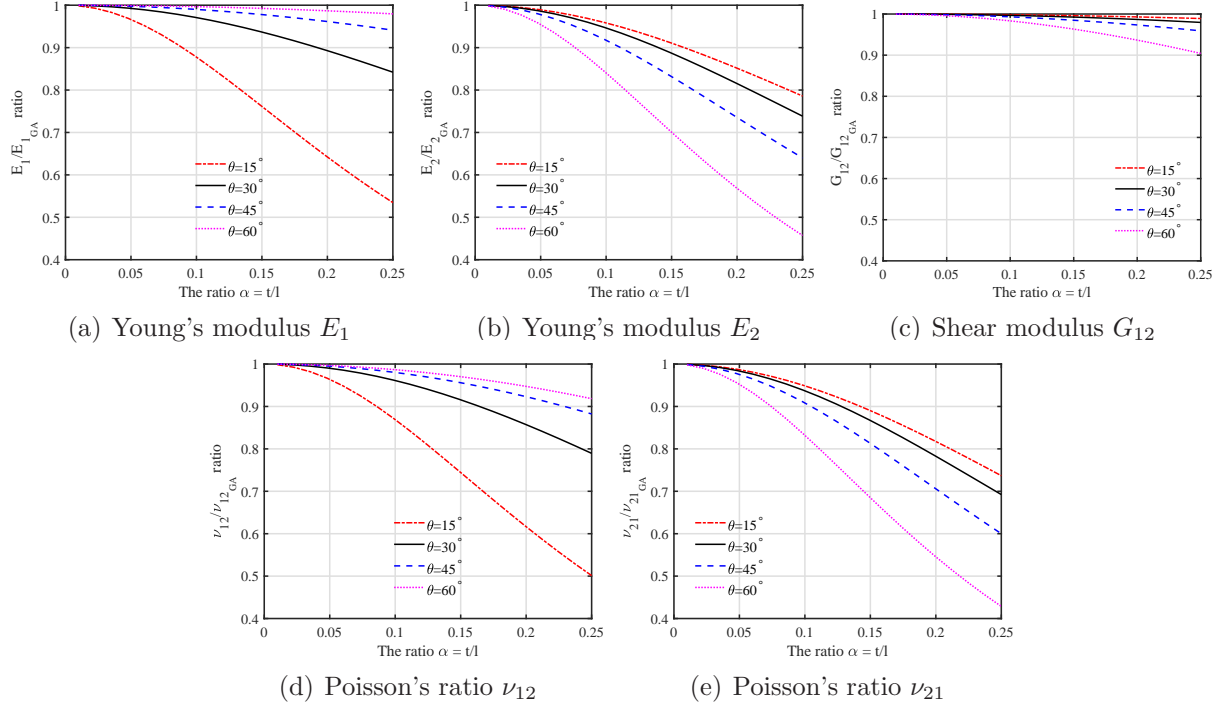 E₁/E₁GA ratio
1
0.9
0.8
0.7
0.6
0.5
0.4
θ=15°
θ=30°
θ=45°
θ=60°
0 0.05 0.1 0.15 0.2 0.25
The ratio α = t/l
(a) Young's modulus E₁
E₂/E₂GA ratio
1
0.9
0.8
0.7
0.6
0.5
0.4
θ=15°
θ=30°
θ=45°
θ=60°
0 0.05 0.1 0.15 0.2 0.25
The ratio α = t/l
(b) Young's modulus E₂
G₁₂/G₁₂GA ratio
1
0.9
0.8
0.7
0.6
0.5
0.4
θ=15°
θ=30°
θ=45°
θ=60°
0 0.05 0.1 0.15 0.2 0.25
The ratio α = t/l
(c) Shear modulus G₁₂
ν₁₂/ν₁₂GA ratio
1
0.9
0.8
0.7
0.6
0.5
0.4
θ=15°
θ=30°
θ=45°
θ=60°
0 0.05 0.1 0.15 0.2 0.25
The ratio α = t/l
(d) Poisson's ratio ν₁₂
ν₂₁/ν₂₁GA ratio
1
0.9
0.8
0.7
0.6
0.5
0.4
θ=15°
θ=30°
θ=45°
θ=60°
0 0.05 0.1 0.15 0.2 0.25
The ratio α = t/l
(e) Poisson's ratio ν₂₁